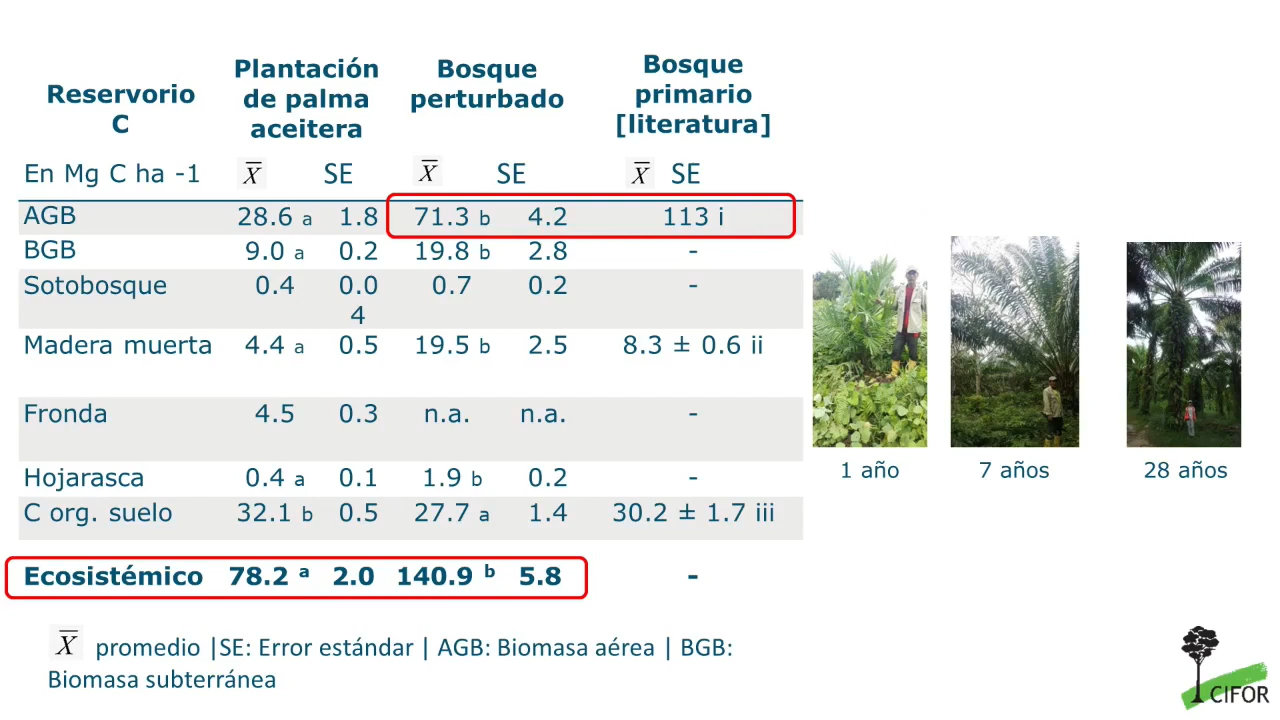 Reservorio C
Plantación de palma aceitera
Bosque perturbado
Bosque primario [literatura]
En Mg C ha -1 X̅ SE X̅ SE X̅ SE
AGB 28.6 a 1.8 71.3 b 4.2 113 i
BGB 9.0 a 0.2 19.8 b 2.8 -
Sotobosque 0.4 0.04 0.7 0.2 -
Madera muerta 4.4 a 0.5 19.5 b 2.5 8.3 ± 0.6 ii
Fronda 4.5 0.3 n.a. n.a. -
Hojarasca 0.4 a 0.1 1.9 b 0.2 -
C org. suelo 32.1 b 0.5 27.7 a 1.4 30.2 ± 1.7 iii
Ecosistémico 78.2 a 2.0 140.9 b 5.8 -
1 año 7 años 28 años
X̅ promedio |SE: Error estándar | AGB: Biomasa aérea | BGB:
Biomasa subterránea
CIFOR